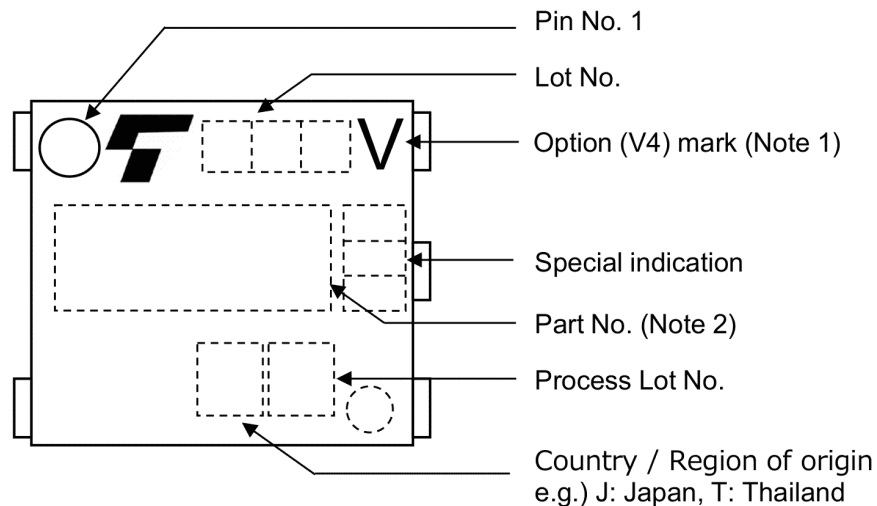 Pin No. 1
Lot No.
V
Option (V4) mark (Note 1)
Special indication
Part No. (Note 2)
Process Lot No.
Country / Region of origin
e.g.) J: Japan, T: Thailand